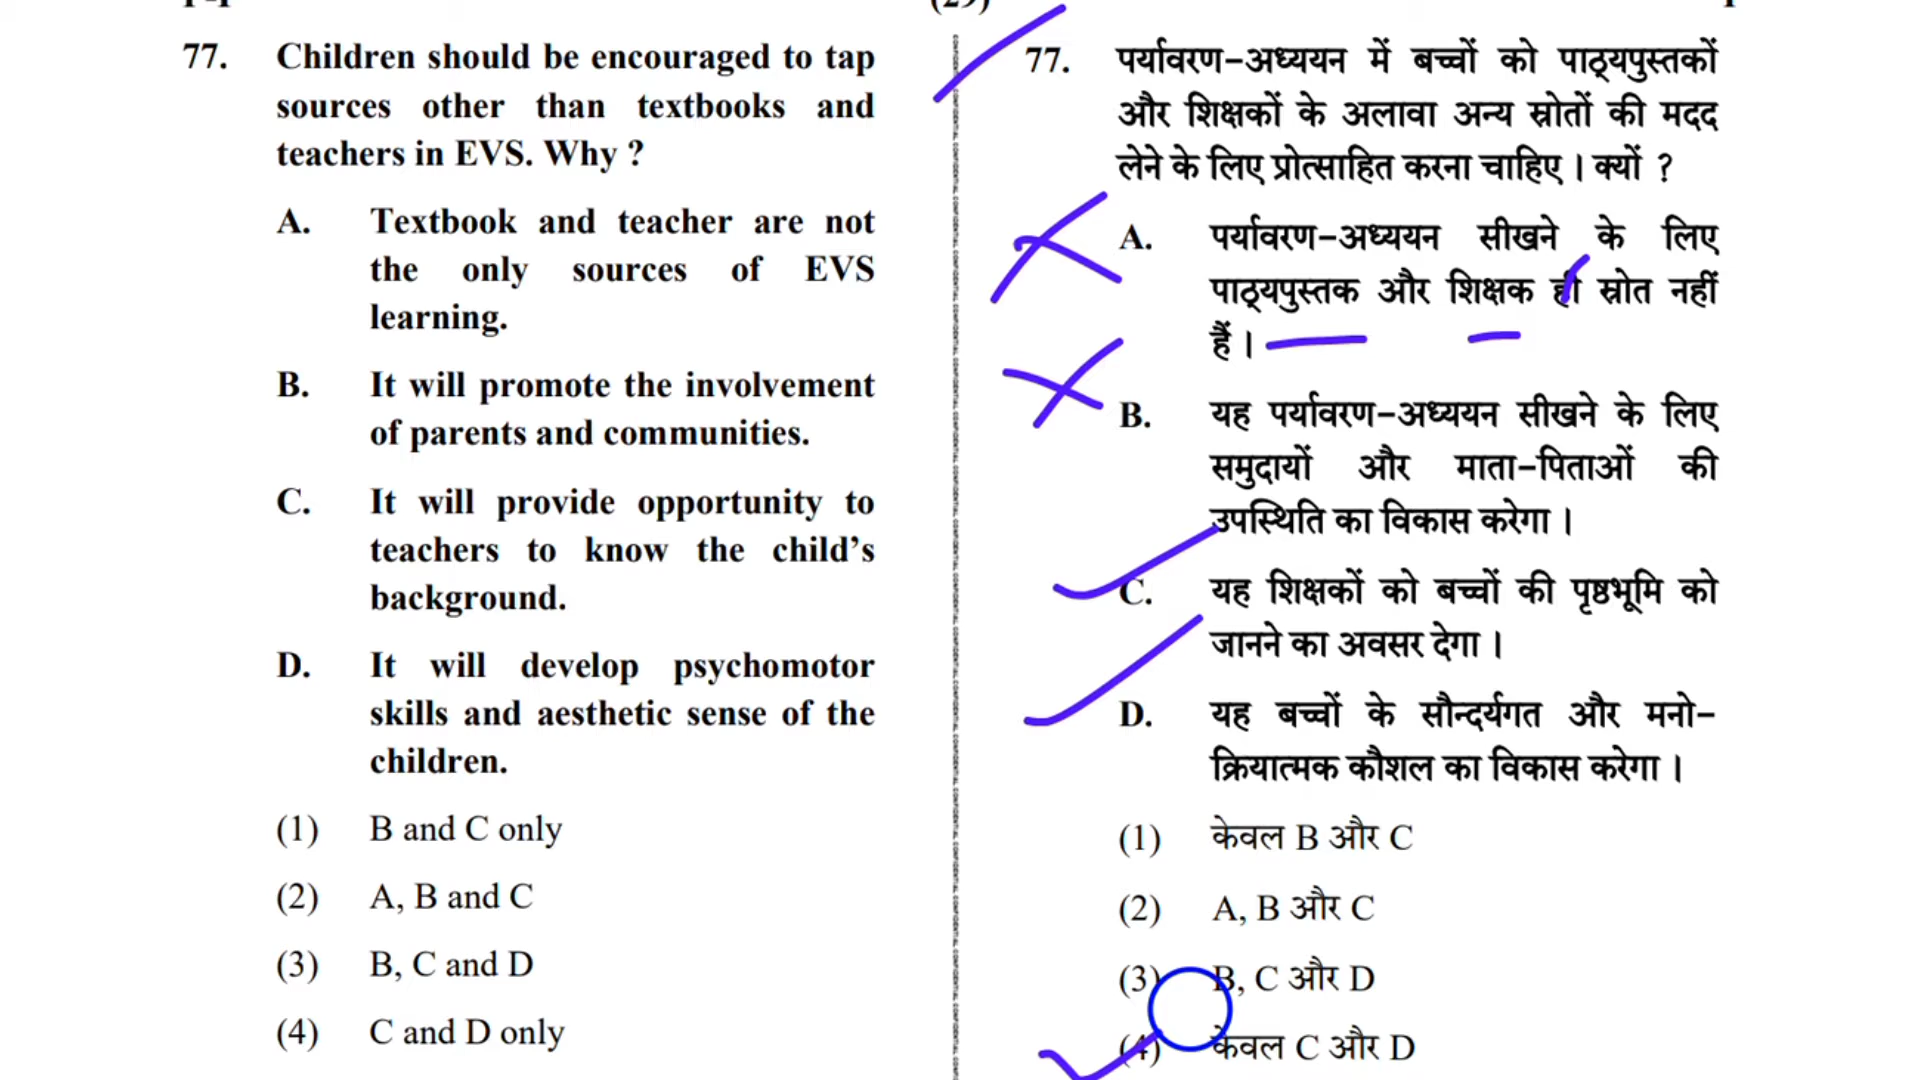 (29)
77. Children should be encouraged to tap
sources other than textbooks and
teachers in EVS. Why ?
A. Textbook and teacher are not
the only sources of EVS
learning.
B. It will promote the involvement
of parents and communities.
C. It will provide opportunity to
teachers to know the child's
background.
D. It will develop psychomotor
skills and aesthetic sense of the
children.
(1) B and C only
(2) A, B and C
(3) B, C and D
(4) C and D only
77. पर्यावरण-अध्ययन में बच्चों को पाठ्यपुस्तकों
और शिक्षकों के अलावा अन्य स्रोतों की मदद
लेने के लिए प्रोत्साहित करना चाहिए । क्यों ?
A. पर्यावरण-अध्ययन सीखने के लिए
पाठ्यपुस्तक और शिक्षक ही स्रोत नहीं
हैं ।
B. यह पर्यावरण-अध्ययन सीखने के लिए
समुदायों और माता-पिताओं की
उपस्थिति का विकास करेगा ।
C. यह शिक्षकों को बच्चों की पृष्ठभूमि को
जानने का अवसर देगा ।
D. यह बच्चों के सौन्दर्यगत और मनो-
क्रियात्मक कौशल का विकास करेगा ।
(1) केवल B और C
(2) A, B और C
(3) B, C और D
(4) केवल C और D